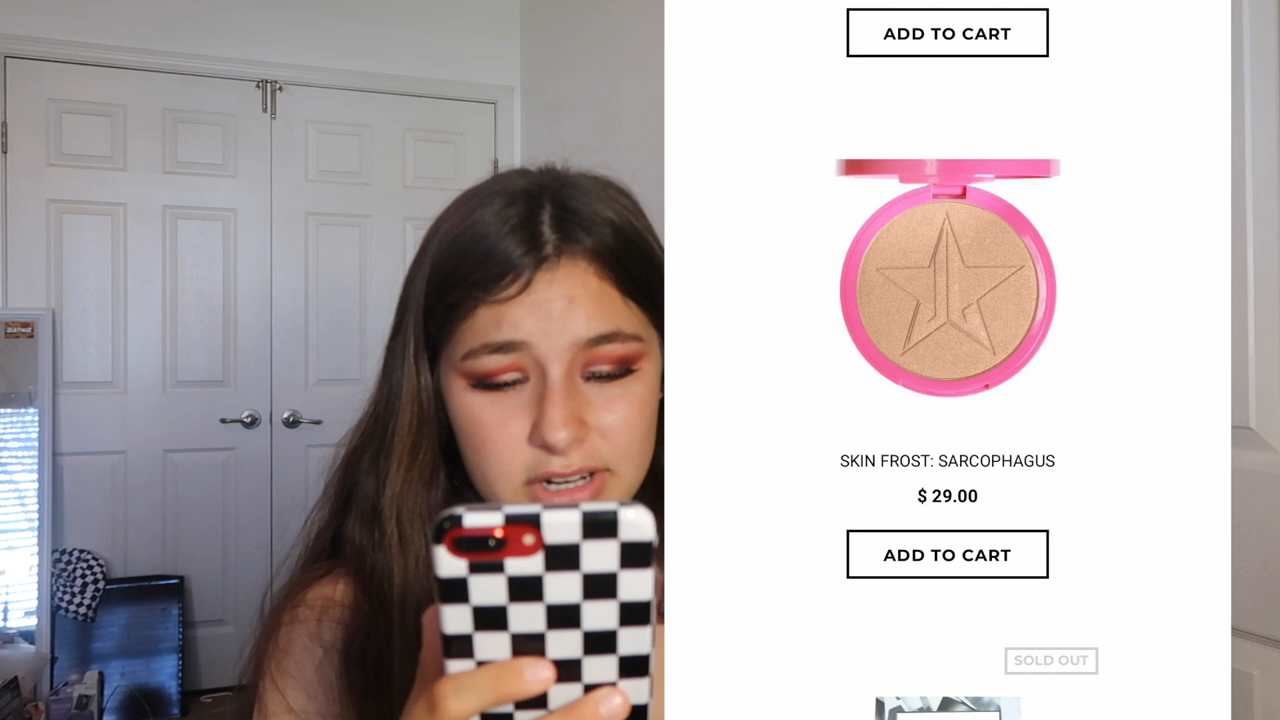 ADD TO CART
SKIN FROST: SARCOPHAGUS
$ 29.00
ADD TO CART
SOLD OUT